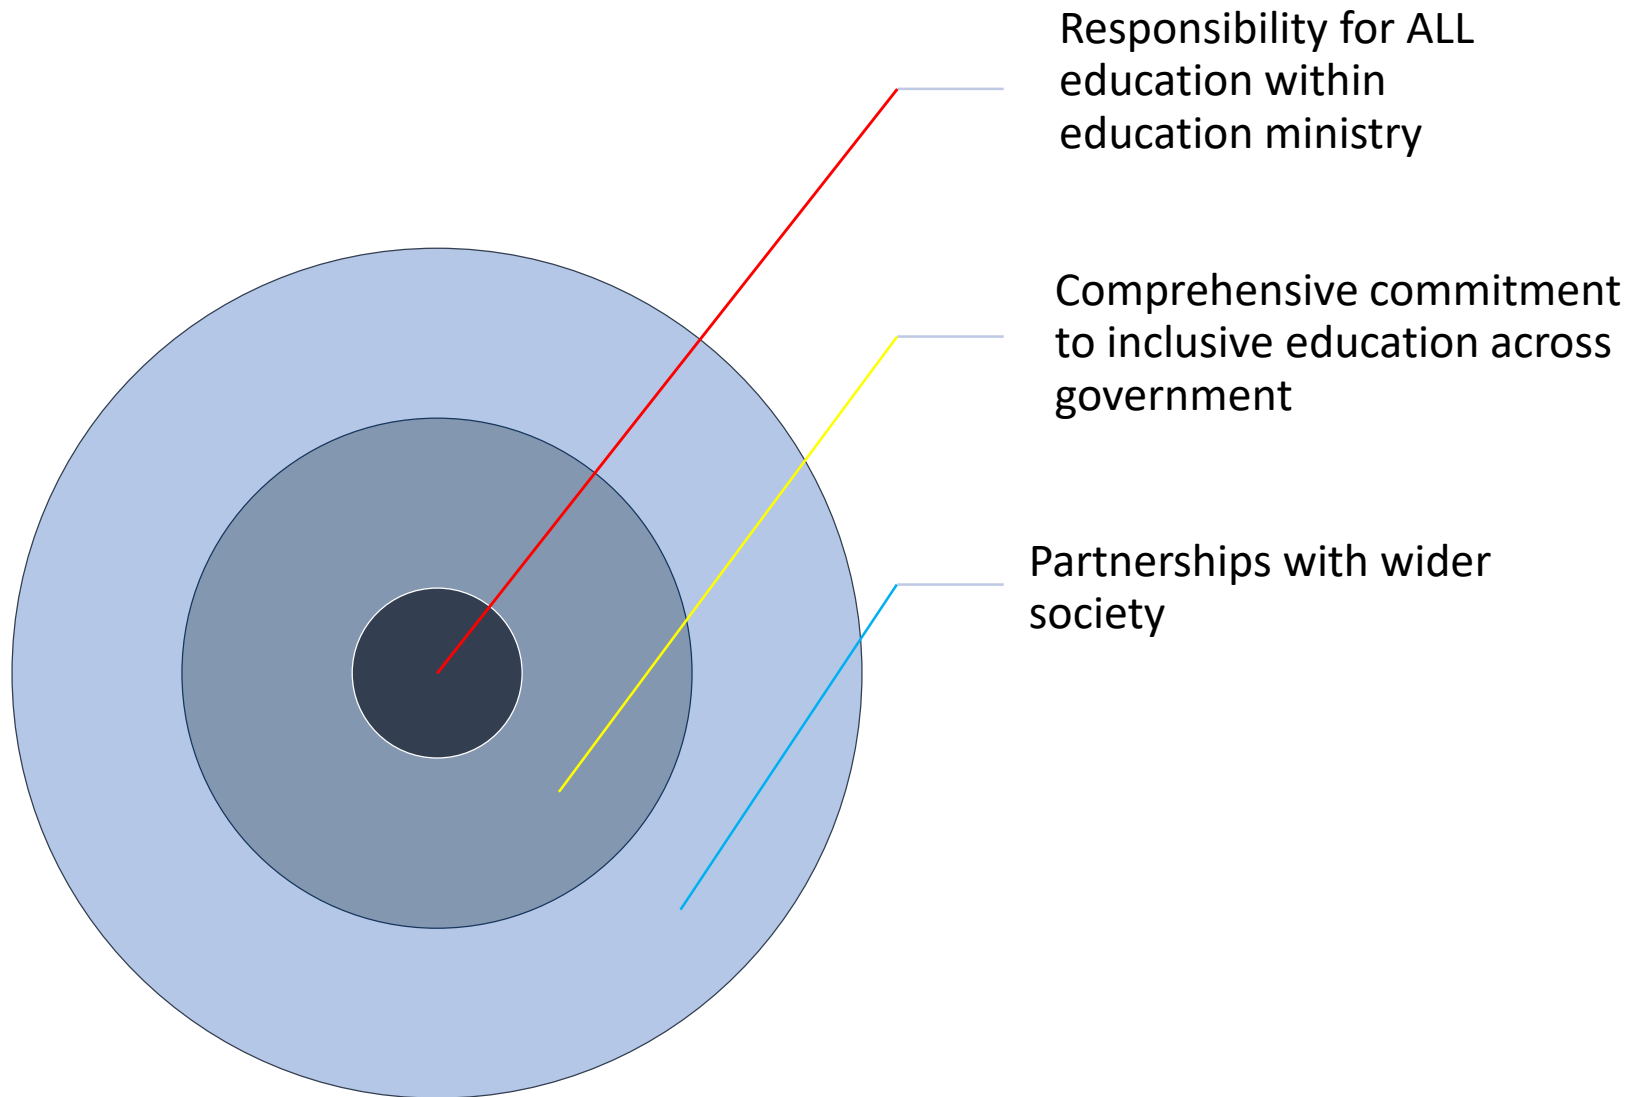 Responsibility for ALL
education within
education ministry
Comprehensive commitment
to inclusive education across
government
Partnerships with wider
society